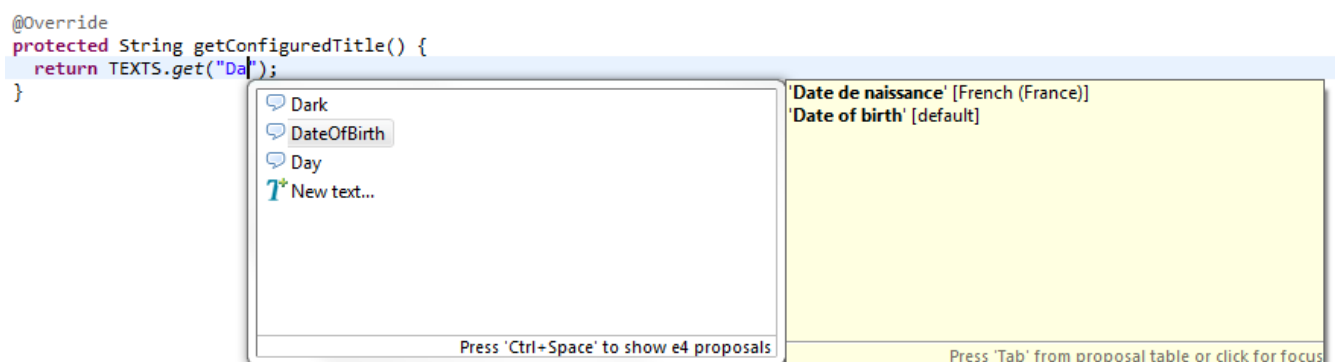 @Override
protected String getConfiguredTitle() {
return TEXTS.get("Da");
}
Dark
DateOfBirth
Day
New text...
Press 'Ctrl+Space' to show e4 proposals
'Date de naissance' [French (France)]
'Date of birth' [default]
Press 'Tab' from proposal table or click for focus